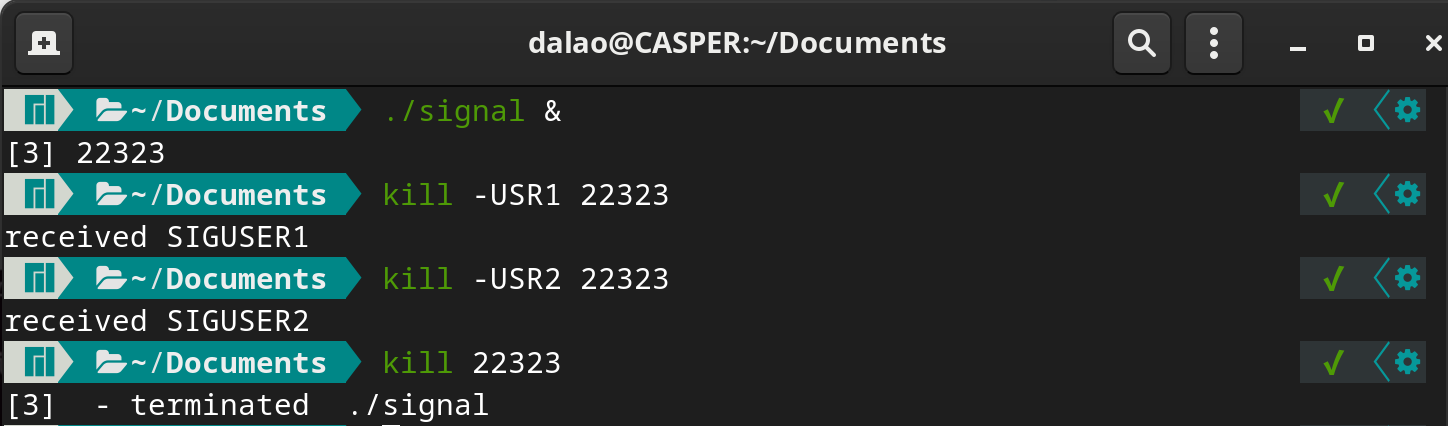 dalao@CASPER:~/Documents
~/Documents ./signal &
[3] 22323
~/Documents kill -USR1 22323
received SIGUSER1
~/Documents kill -USR2 22323
received SIGUSER2
~/Documents kill 22323
[3]  - terminated  ./signal